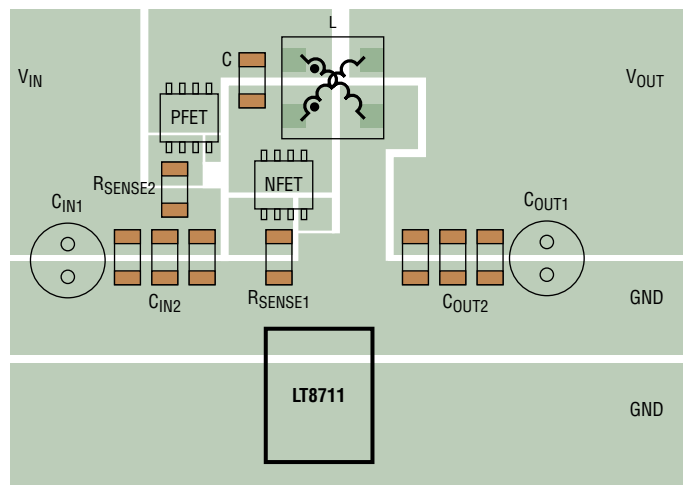 L
C
VIN
VOUT
PFET
RSENSE2
NFET
CIN1
COUT1
CIN2
RSENSE1
COUT2
GND
LT8711
GND